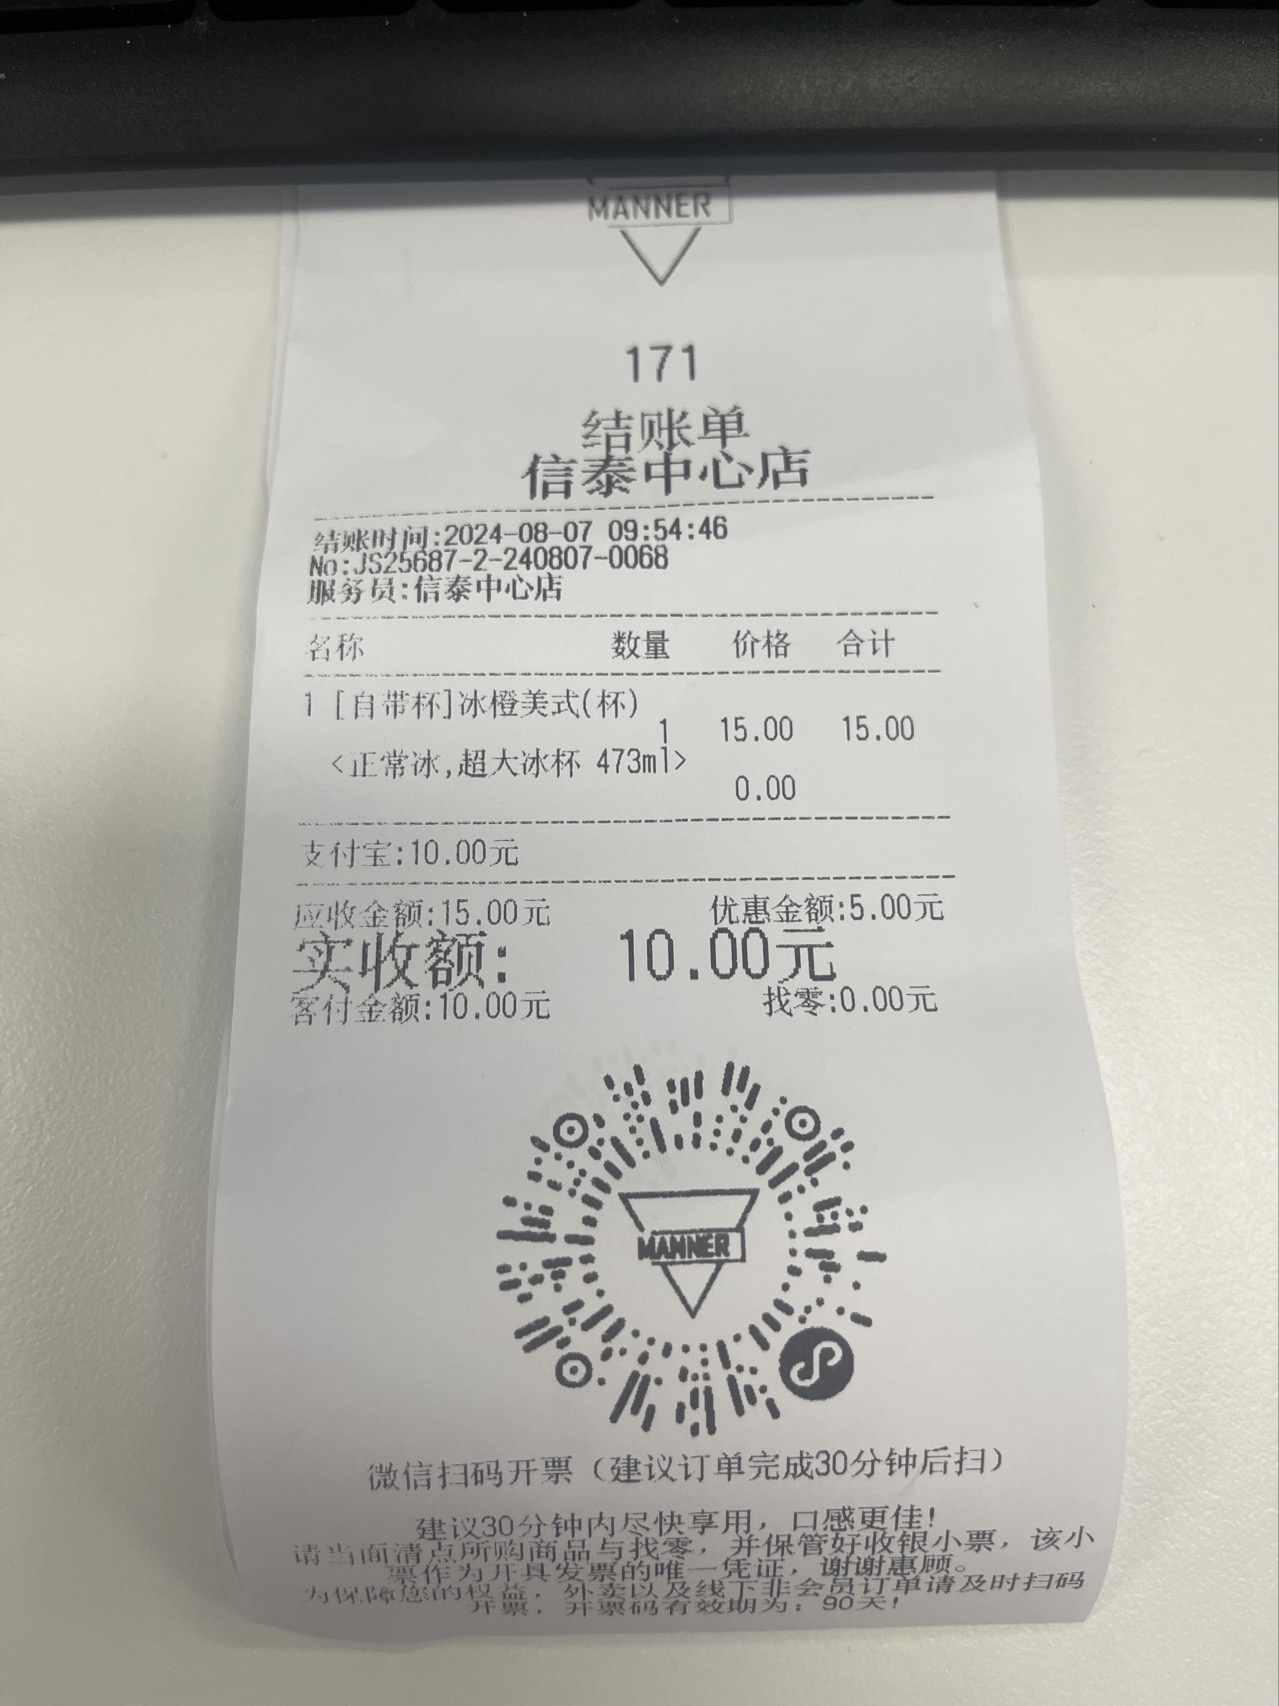 MANNER
171
结账单
信泰中心店
结账时间:2024-08-07 09:54:46
No:JS25687-2-240807-0068
服务员:信泰中心店
名称 数量 价格 合计
1 [自带杯]冰橙美式(杯)
1 15.00 15.00
<正常冰,超大冰杯 473ml>
0.00
支付宝:10.00元
应收金额:15.00元 优惠金额:5.00元
实收额: 10.00元
客付金额:10.00元 找零:0.00元
MANNER
微信扫码开票（建议订单完成30分钟后扫）
建议30分钟内尽快享用，口感更佳！
请当面清点所购商品与找零，并保管好收银小票，该小
票作为开具发票的唯一凭证，谢谢惠顾。
为保障您的权益，外卖以及线下非会员订单请及时扫码
开票，开票码有效期为：90天！